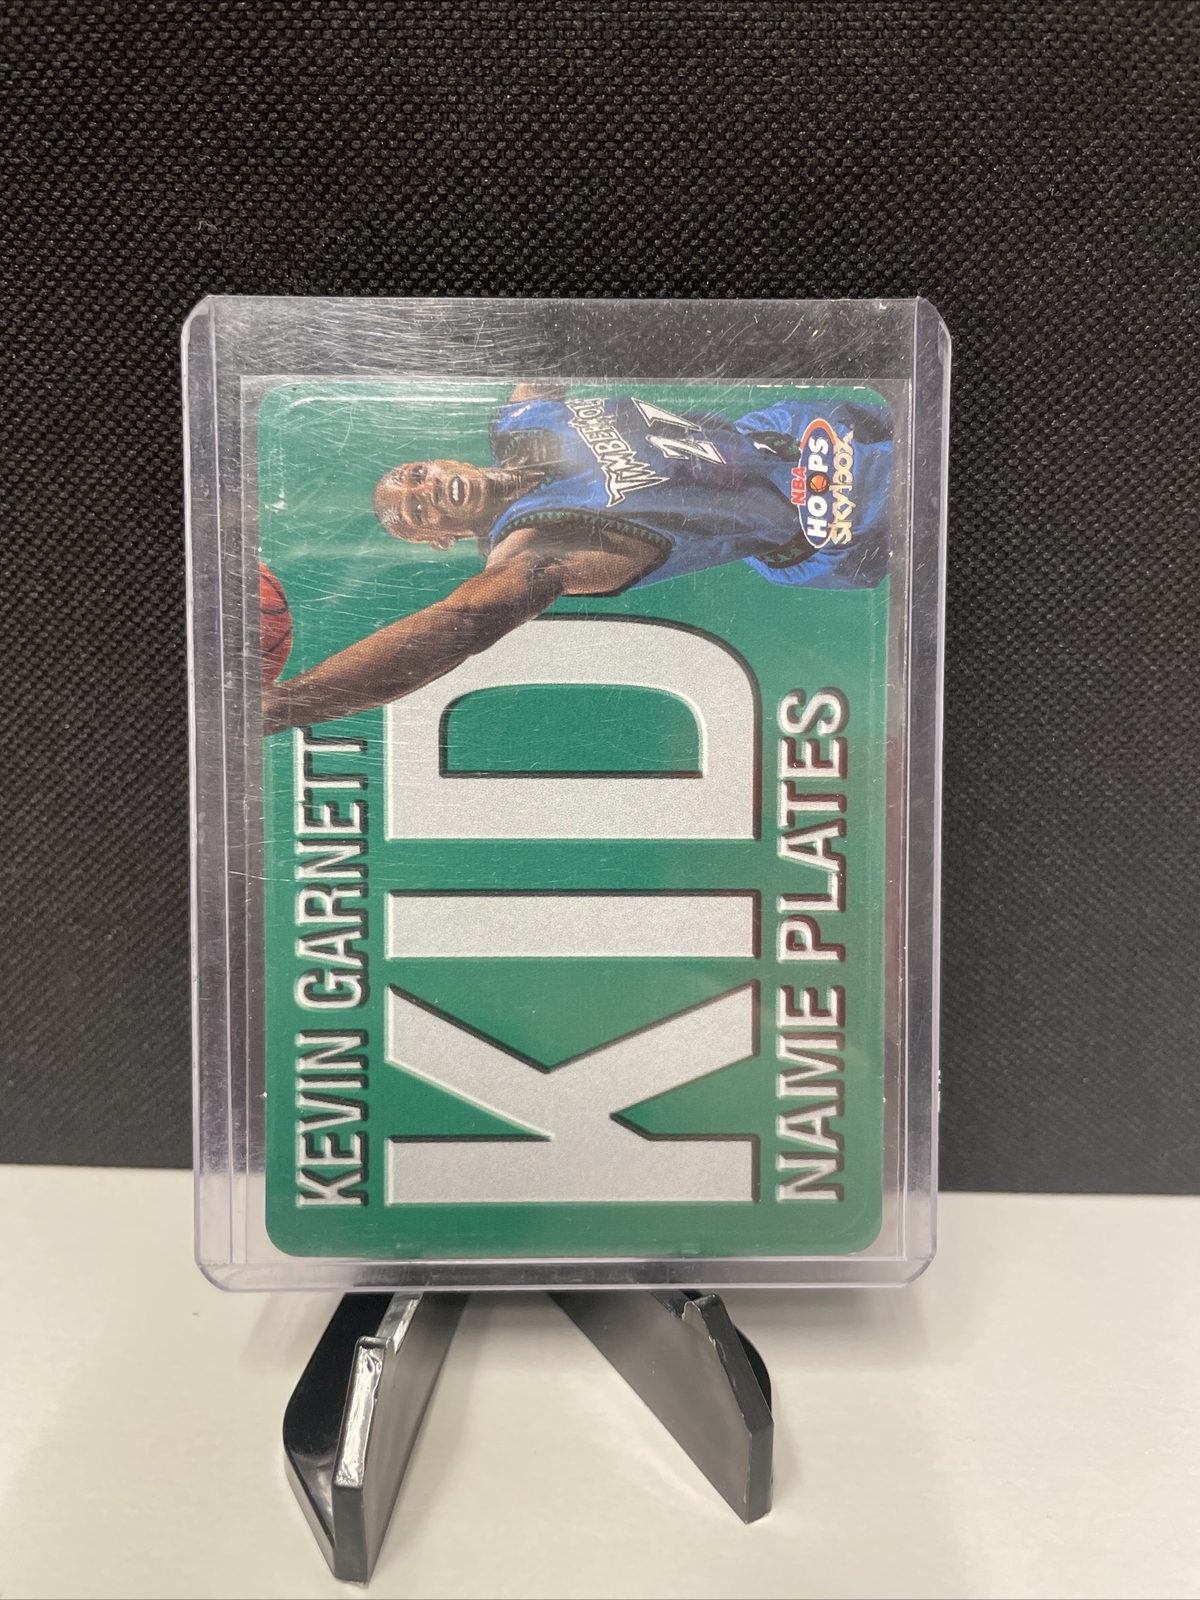 KEVIN GARNETT
KID
NAME PLATES
TIMBERWOLVES
21
NBA
HOOPS
SkyBox